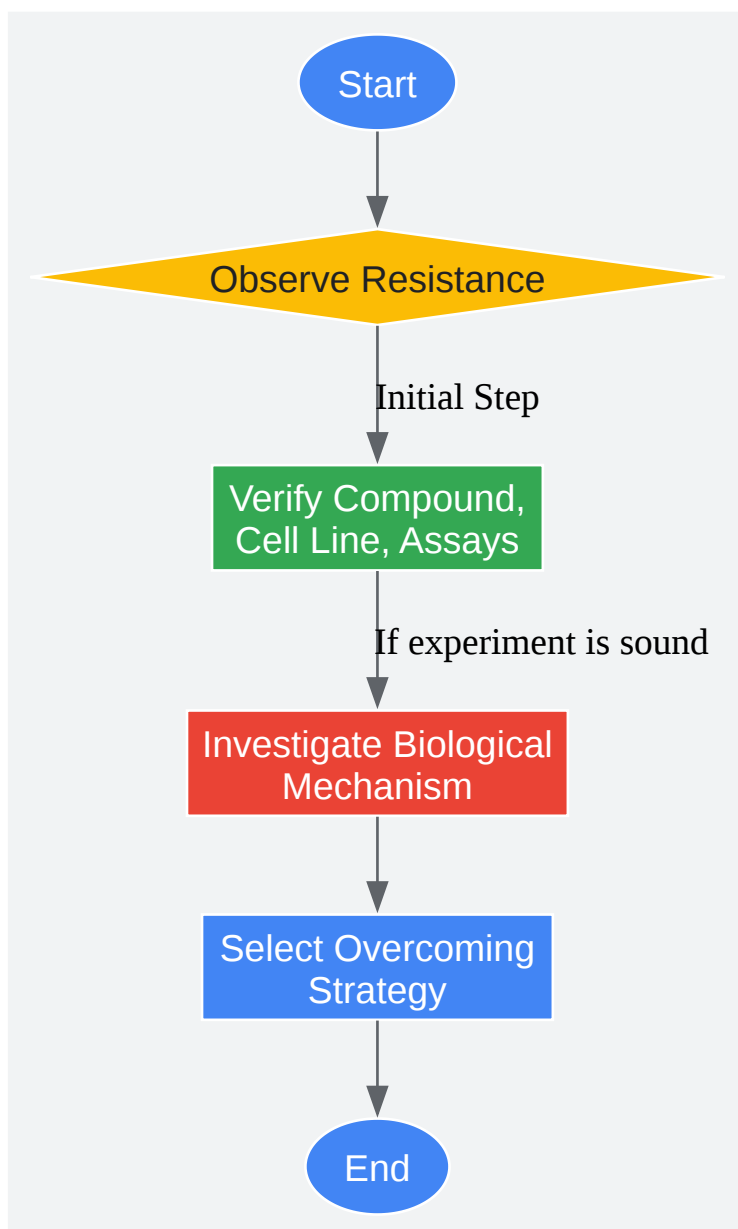 Start
Observe Resistance
Initial Step
Verify Compound,
Cell Line, Assays
If experiment is sound
Investigate Biological
Mechanism
Select Overcoming
Strategy
End